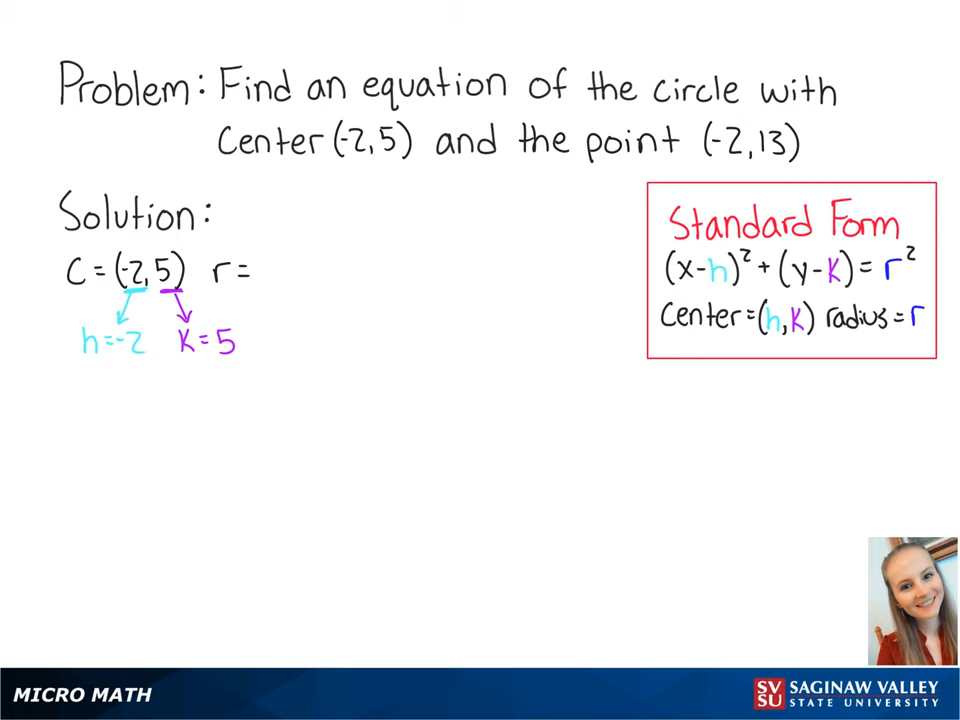 Problem: Find an equation of the circle with
Center (-2,5) and the point (-2,13)
Solution:
C = (-2, 5) r =
h = -2 K = 5
Standard Form
(x-h)² + (y-K) = r²
Center = (h,K) radius = r
MICRO MATH
SV
SU
SAGINAW VALLEY
STATE UNIVERSITY